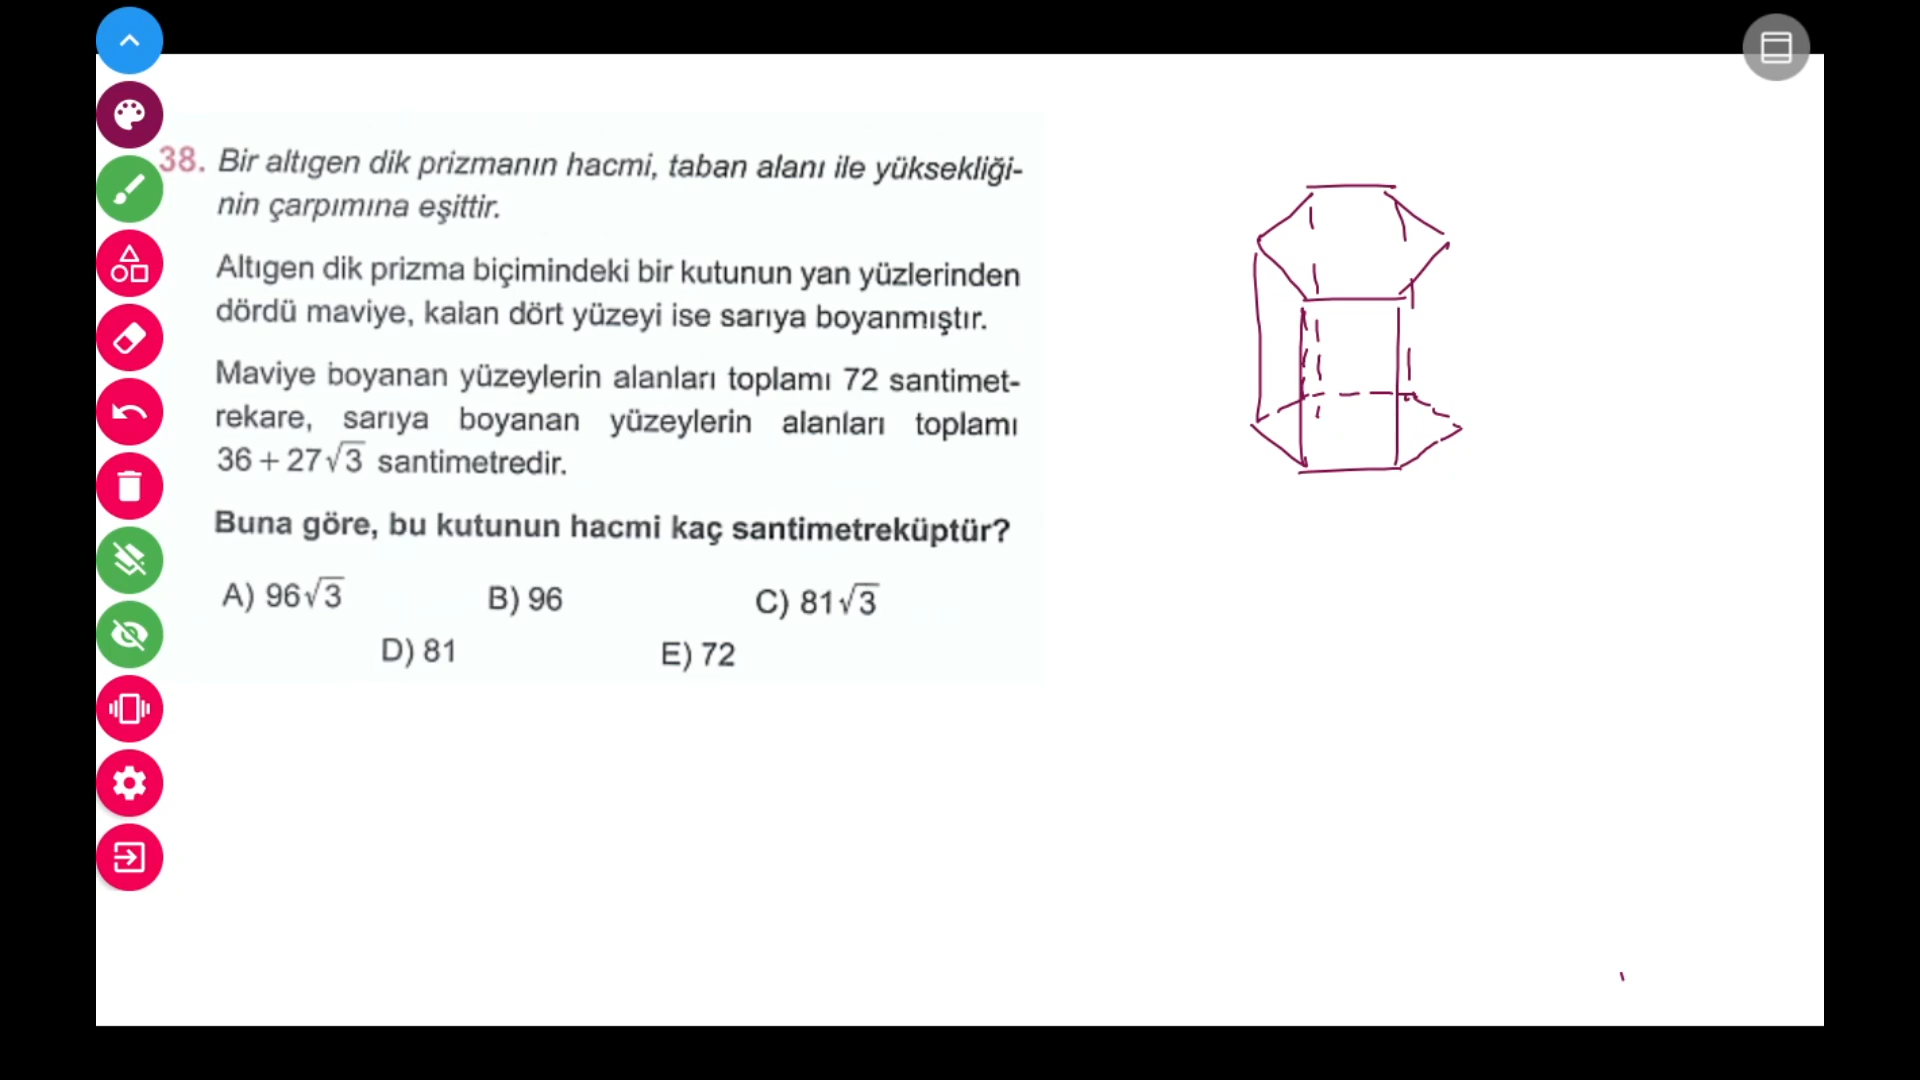 38. Bir altıgen dik prizmanın hacmi, taban alanı ile yüksekliği-
nin çarpımına eşittir.
Altıgen dik prizma biçimindeki bir kutunun yan yüzlerinden
dördü maviye, kalan dört yüzeyi ise sarıya boyanmıştır.
Maviye boyanan yüzeylerin alanları toplamı 72 santimet-
rekare, sarıya boyanan yüzeylerin alanları toplamı
36 + 27√3 santimetredir.
Buna göre, bu kutunun hacmi kaç santimetreküptür?
A) 96√3 B) 96 C) 81√3
D) 81 E) 72